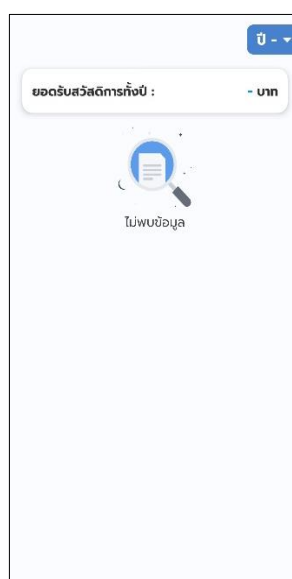 ปี -
ยอดรับสวัสดิการทั้งปี : - บาท
ไม่พบข้อมูล